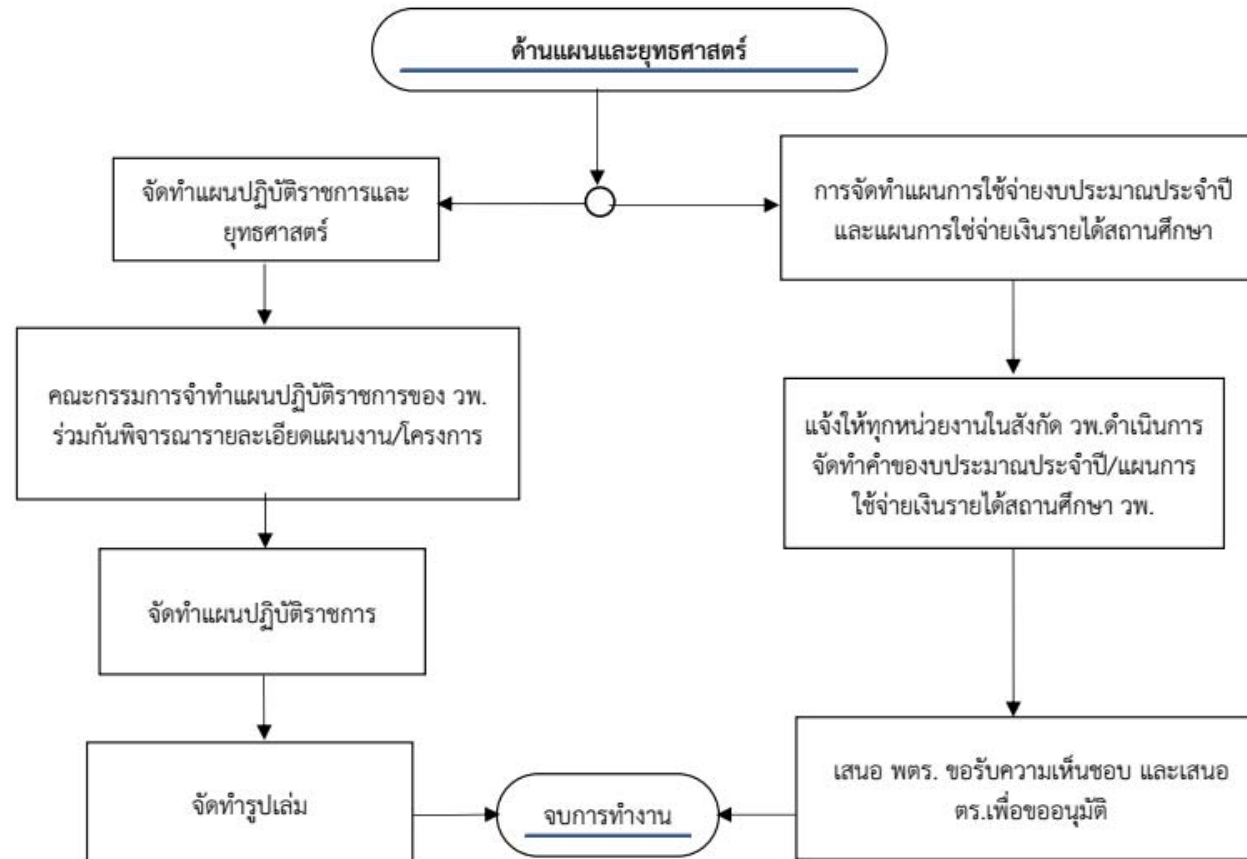 ด้านแผนและยุทธศาสตร์
จัดทำแผนปฏิบัติราชการและ
ยุทธศาสตร์
การจัดทำแผนการใช้จ่ายงบประมาณประจำปี
และแผนการใช่จ่ายเงินรายได้สถานศึกษา
คณะกรรมการจำทำแผนปฏิบัติราชการของ วพ.
ร่วมกันพิจารณารายละเอียดแผนงาน/โครงการ
แจ้งให้ทุกหน่วยงานในสังกัด วพ.ดำเนินการ
จัดทำคำของบประมาณประจำปี/แผนการ
ใช้จ่ายเงินรายได้สถานศึกษา วพ.
จัดทำแผนปฏิบัติราชการ
จัดทำรูปเล่ม
จบการทำงาน
เสนอ พตร. ขอรับความเห็นชอบ และเสนอ
ตร.เพื่อขออนุมัติ